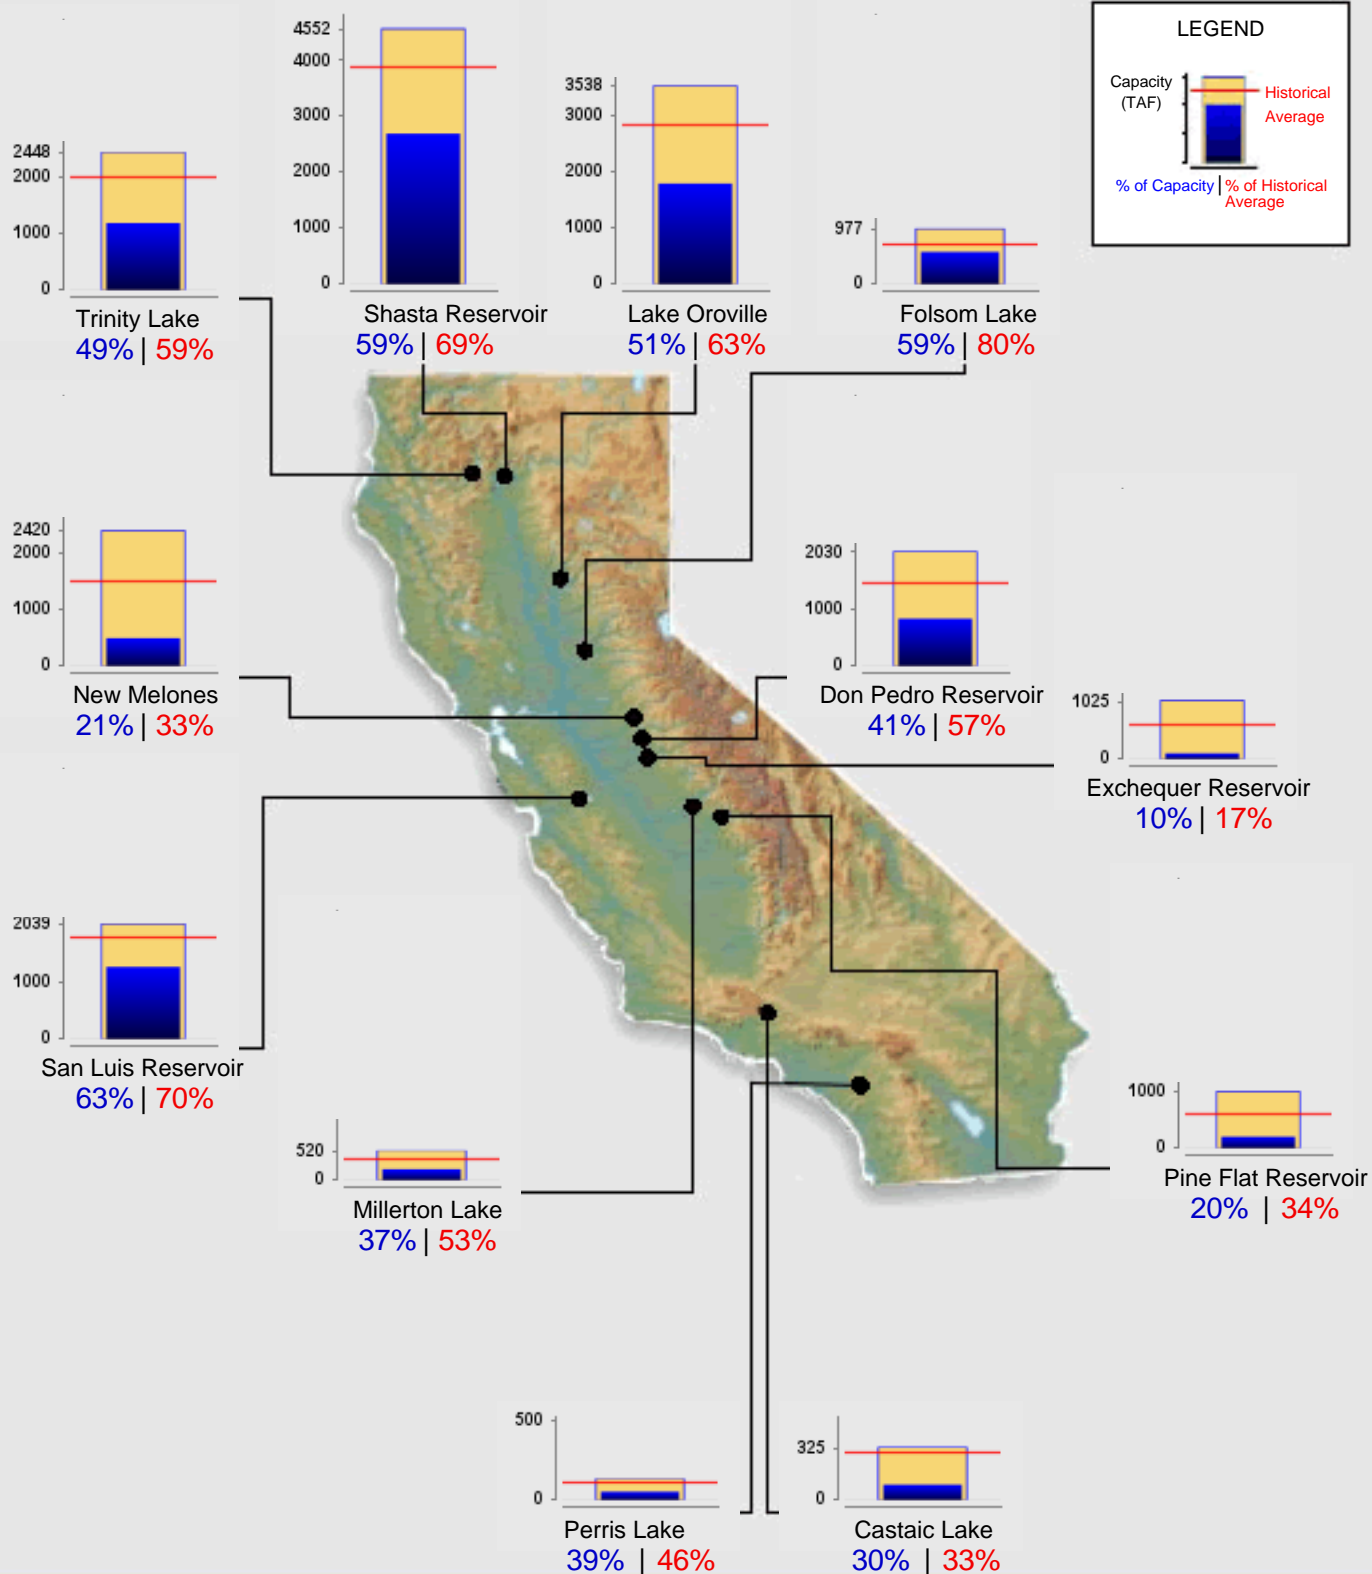 LEGEND
Capacity
(TAF)
Historical
Average
% of Capacity | % of Historical
Average
2448
2000
1000
0
Trinity Lake
49% | 59%
4552
4000
3000
2000
1000
0
Shasta Reservoir
59% | 69%
3538
3000
2000
1000
0
Lake Oroville
51% | 63%
977
0
Folsom Lake
59% | 80%
2420
2000
1000
0
New Melones
21% | 33%
2030
1000
0
Don Pedro Reservoir
41% | 57%
1025
0
Exchequer Reservoir
10% | 17%
2039
1000
0
San Luis Reservoir
63% | 70%
520
0
Millerton Lake
37% | 53%
1000
0
Pine Flat Reservoir
20% | 34%
500
0
Perris Lake
39% | 46%
325
0
Castaic Lake
30% | 33%